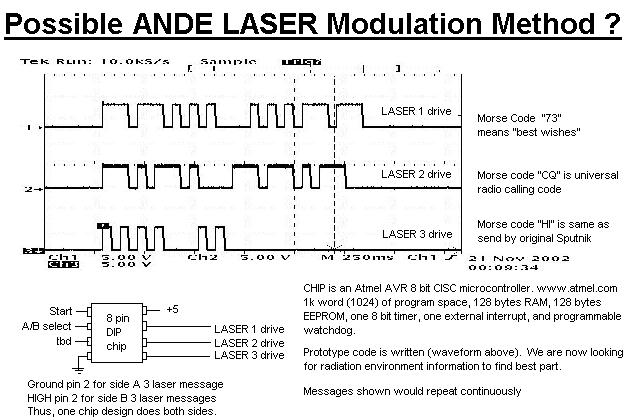 Possible ANDE LASER Modulation Method ?
Tek Run: 10.0kS/s Sample
LASER 1 drive
1
Morse Code "73"
means "best wishes"
LASER 2 drive
2
Morse code "CQ" is universal
radio calling code
LASER 3 drive
Morse code "HI" is same as
send by original Sputnik
Ch1 5.00 V Ch2 5.00 V M 250ms Ch1
Ch3 5.00 V
21 Nov 2002
00:09:34
CHIP is an Atmel AVR 8 bit CISC microcontroller. www.atmel.com
1k word (1024) of program space, 128 bytes RAM, 128 bytes
EEPROM, one 8 bit timer, one external interrupt, and programmable
watchdog.
Start
A/B select
tbd
8 pin
DIP
chip
+5
LASER 1 drive
LASER 2 drive
LASER 3 drive
Prototype code is written (waveform above). We are now looking
for radiation environment information to find best part.
Ground pin 2 for side A 3 laser message
HIGH pin 2 for side B 3 laser messages
Thus, one chip design does both sides.
Messages shown would repeat continuously